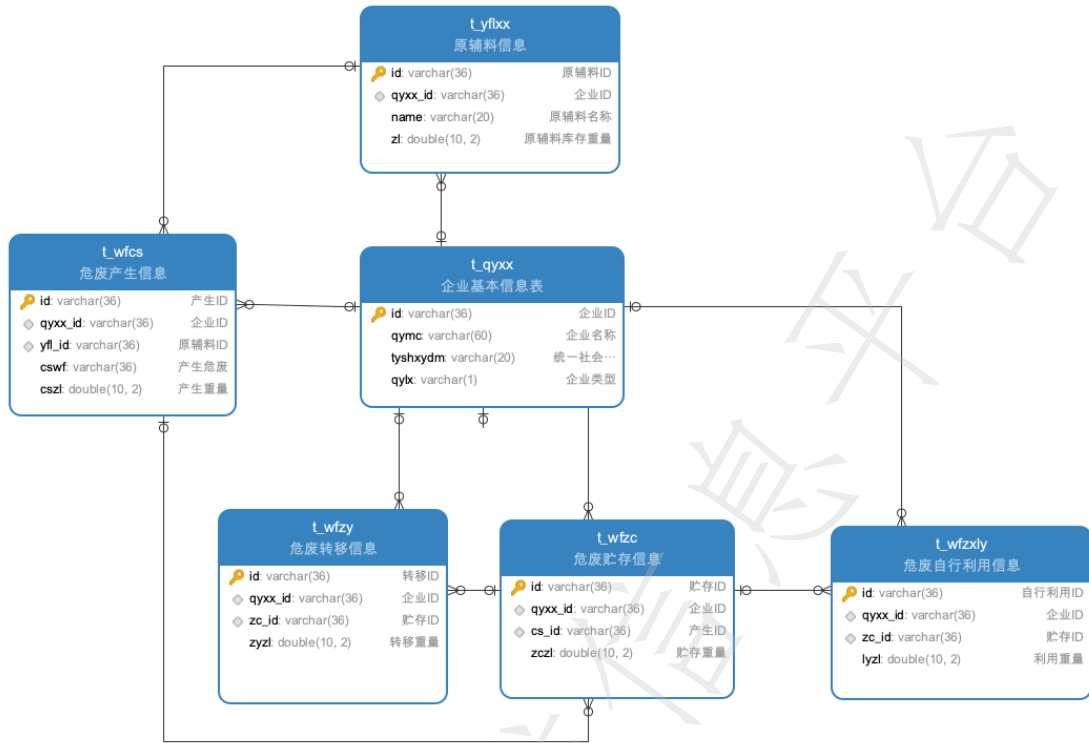 t_yflxx
原辅料信息
id: varchar(36) 原辅料ID
qyxx_id: varchar(36) 企业ID
name: varchar(20) 原辅料名称
zl: double(10, 2) 原辅料库存重量
t_wfcs
危废产生信息
id: varchar(36) 产生ID
qyxx_id: varchar(36) 企业ID
yfl_id: varchar(36) 原辅料ID
cswf: varchar(36) 产生危废
cszl: double(10, 2) 产生重量
t_qyxx
企业基本信息表
id: varchar(36) 企业ID
qymc: varchar(60) 企业名称
tyshxydm: varchar(20) 统一社会…
qylx: varchar(1) 企业类型
t_wfzy
危废转移信息
id: varchar(36) 转移ID
qyxx_id: varchar(36) 企业ID
zc_id: varchar(36) 贮存ID
zyzl: double(10, 2) 转移重量
t_wfzc
危废贮存信息
id: varchar(36) 贮存ID
qyxx_id: varchar(36) 企业ID
cs_id: varchar(36) 产生ID
zczl: double(10, 2) 贮存重量
t_wfzxly
危废自行利用信息
id: varchar(36) 自行利用ID
qyxx_id: varchar(36) 企业ID
zc_id: varchar(36) 贮存ID
lyzl: double(10, 2) 利用重量
信息平台